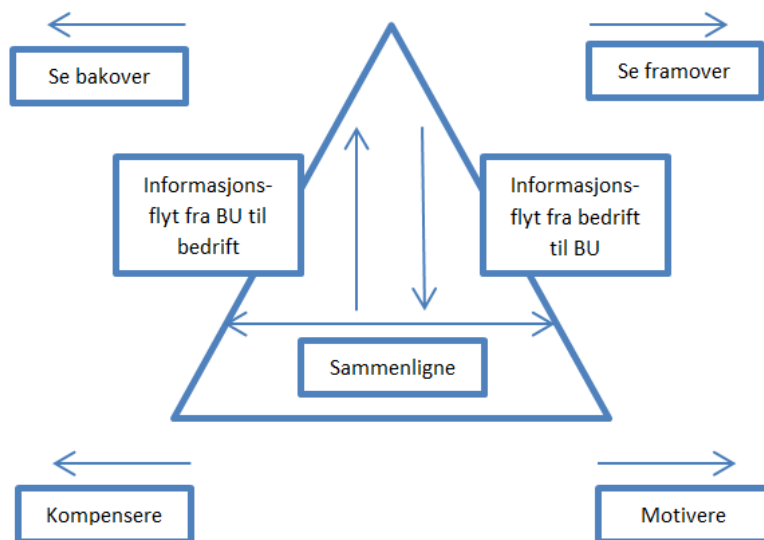 Se bakover
Se framover
Informasjons-
flyt fra BU til
bedrift
Informasjons-
flyt fra bedrift
til BU
Sammenligne
Kompensere
Motivere